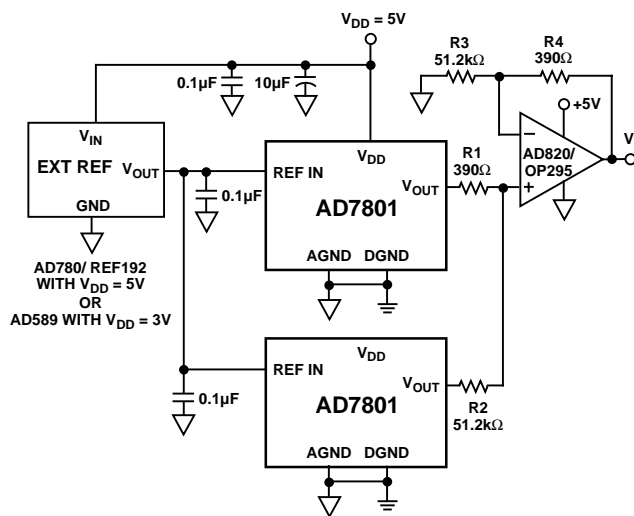 V_DD = 5V
R3
51.2kΩ
R4
390Ω
0.1µF
10µF
+5V
V
V_IN
EXT REF
V_OUT
GND
AD780/ REF192
WITH V_DD = 5V
OR
AD589 WITH V_DD = 3V
0.1µF
REF IN
V_DD
V_OUT
AD7801
AGND
DGND
R1
390Ω
−
AD820/
OP295
+
0.1µF
REF IN
V_DD
V_OUT
AD7801
AGND
DGND
R2
51.2kΩ